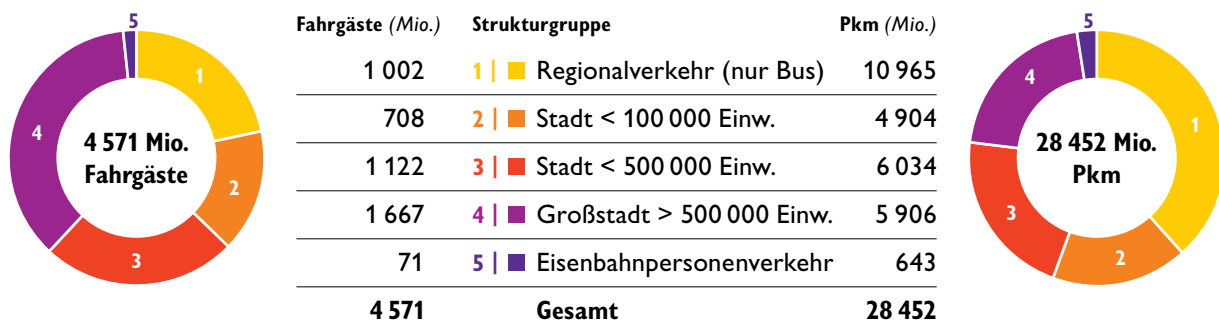 5
1
2
3
4
4 571 Mio.
Fahrgäste
Fahrgäste (Mio.) Strukturgruppe Pkm (Mio.)
1 002 1 | Regionalverkehr (nur Bus) 10 965
708 2 | Stadt < 100 000 Einw. 4 904
1 122 3 | Stadt < 500 000 Einw. 6 034
1 667 4 | Großstadt > 500 000 Einw. 5 906
71 5 | Eisenbahnpersonenverkehr 643
4 571 Gesamt 28 452
5
1
2
3
4
28 452 Mio.
Pkm